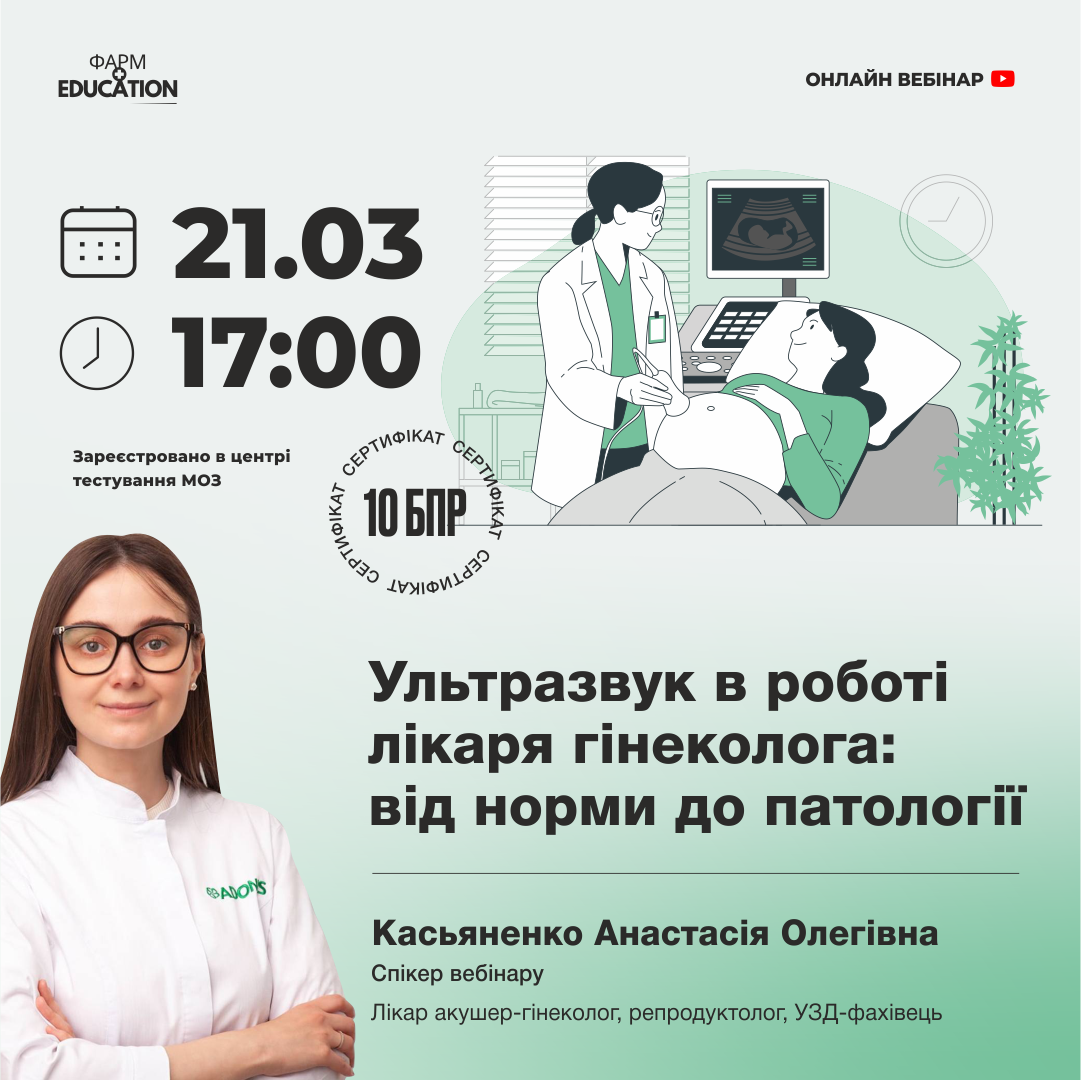 ФАРМ
EDUCATION
ОНЛАЙН ВЕБІНАР
21.03
17:00
Зареєстровано в центрі
тестування МОЗ
СЕРТИФІКАТ СЕРТИФІКАТ СЕРТИФІКАТ СЕРТИФІКАТ СЕРТИФІКАТ
10 БПР
Ультразвук в роботі
лікаря гінеколога:
від норми до патології
ADONIS
Касьяненко Анастасія Олегівна
Спікер вебінару
Лікар акушер-гінеколог, репродуктолог, УЗД-фахівець